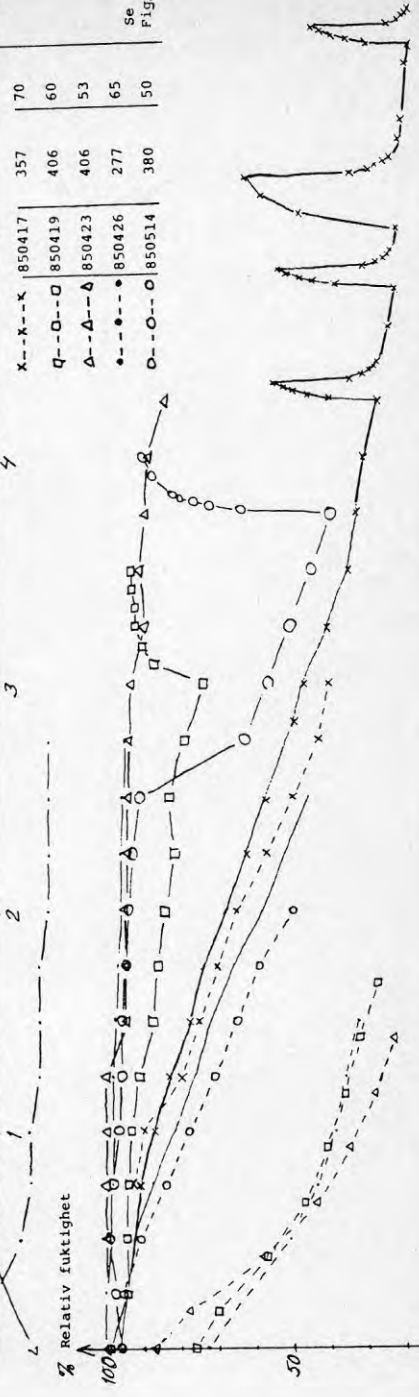 x---x---x 850417 357 70
□---□---□ 850419 406 60
Δ---Δ---Δ 850423 406 53
•---•---• 850426 277 65
o---o---o 850514 380 50
Se
Fig.
1 2 3 4
% Relativ fuktighet
100
50